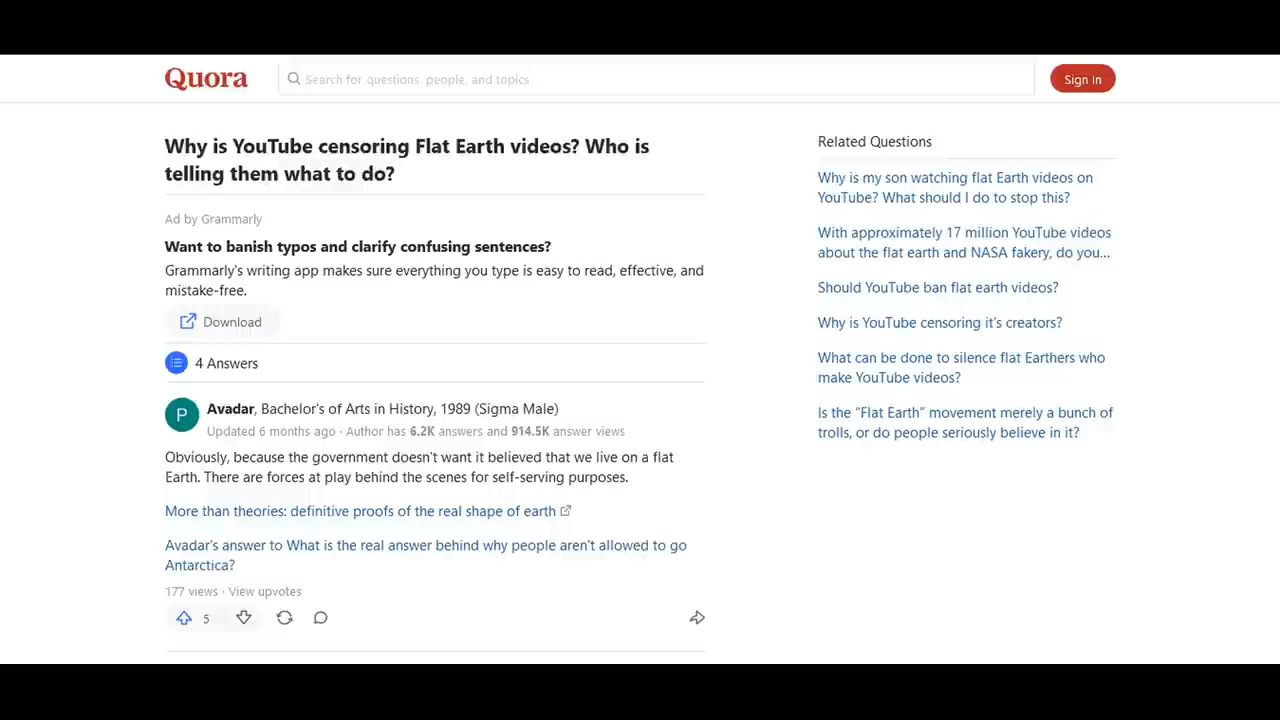 Quora
Search for questions, people, and topics
Sign In
Why is YouTube censoring Flat Earth videos? Who is
telling them what to do?
Ad by Grammarly
Want to banish typos and clarify confusing sentences?
Grammarly's writing app makes sure everything you type is easy to read, effective, and
mistake-free.
Download
4 Answers
P
Avadar, Bachelor's of Arts in History, 1989 (Sigma Male)
Updated 6 months ago · Author has 6.2K answers and 914.5K answer views
Obviously, because the government doesn't want it believed that we live on a flat
Earth. There are forces at play behind the scenes for self-serving purposes.
More than theories: definitive proofs of the real shape of earth
Avadar's answer to What is the real answer behind why people aren't allowed to go
Antarctica?
177 views · View upvotes
5
Related Questions
Why is my son watching flat Earth videos on
YouTube? What should I do to stop this?
With approximately 17 million YouTube videos
about the flat earth and NASA fakery, do you...
Should YouTube ban flat earth videos?
Why is YouTube censoring it's creators?
What can be done to silence flat Earthers who
make YouTube videos?
Is the “Flat Earth” movement merely a bunch of
trolls, or do people seriously believe in it?